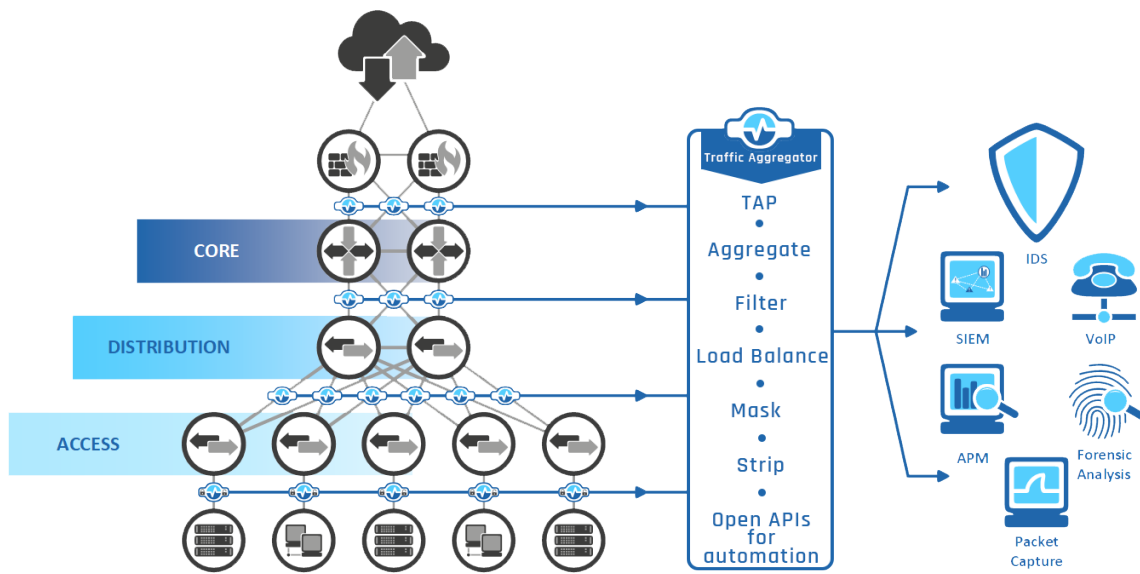 Traffic Aggregator
TAP
Aggregate
Filter
Load Balance
Mask
Strip
Open APIs
for
automation
CORE
DISTRIBUTION
ACCESS
IDS
SIEM
VoIP
APM
Forensic
Analysis
Packet
Capture